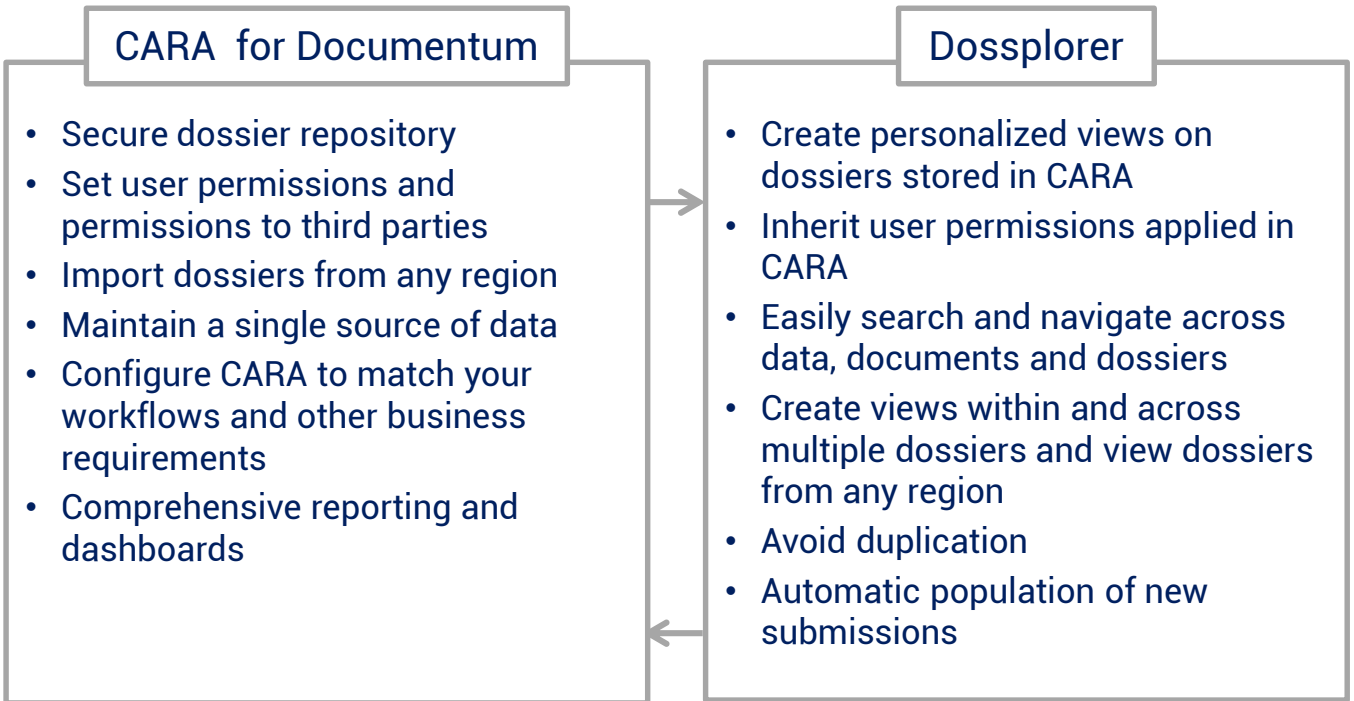 CARA for Documentum
• Secure dossier repository
• Set user permissions and
permissions to third parties
• Import dossiers from any region
• Maintain a single source of data
• Configure CARA to match your
workflows and other business
requirements
• Comprehensive reporting and
dashboards
Dossplorer
• Create personalized views on
dossiers stored in CARA
• Inherit user permissions applied in
CARA
• Easily search and navigate across
data, documents and dossiers
• Create views within and across
multiple dossiers and view dossiers
from any region
• Avoid duplication
• Automatic population of new
submissions